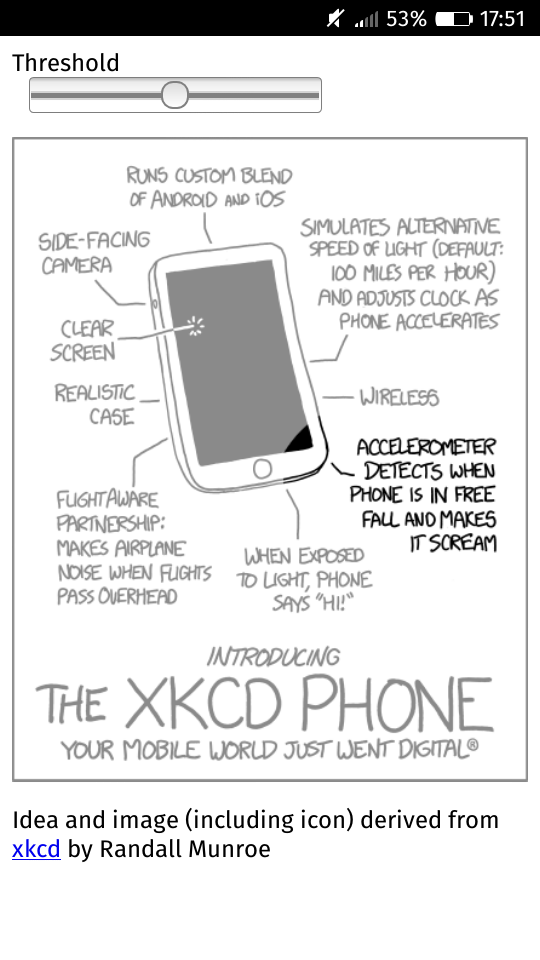 53% 17:51
Threshold
RUNS CUSTOM BLEND
OF ANDROID AND iOS
SIDE-FACING
CAMERA
SIMULATES ALTERNATIVE
SPEED OF LIGHT (DEFAULT:
100 MILES PER HOUR)
AND ADJUSTS CLOCK AS
PHONE ACCELERATES
CLEAR
SCREEN
REALISTIC
CASE
WIRELESS
ACCELEROMETER
DETECTS WHEN
PHONE IS IN FREE
FALL AND MAKES
IT SCREAM
FLIGHTAWARE
PARTNERSHIP:
MAKES AIRPLANE
NOISE WHEN FLIGHTS
PASS OVERHEAD
WHEN EXPOSED
TO LIGHT, PHONE
SAYS "HI!"
INTRODUCING
THE XKCD PHONE
YOUR MOBILE WORLD JUST WENT DIGITAL®
Idea and image (including icon) derived from
xkcd by Randall Munroe